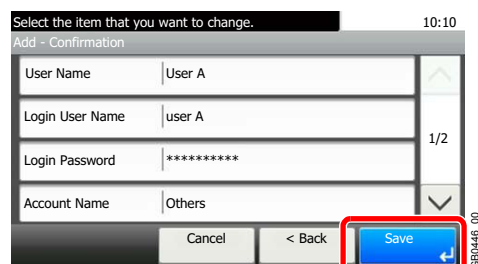 Select the item that you want to change. 10:10
Add - Confirmation
User Name User A
Login User Name user A
1/2
Login Password **********
Account Name Others
Cancel < Back Save
GB0446_00